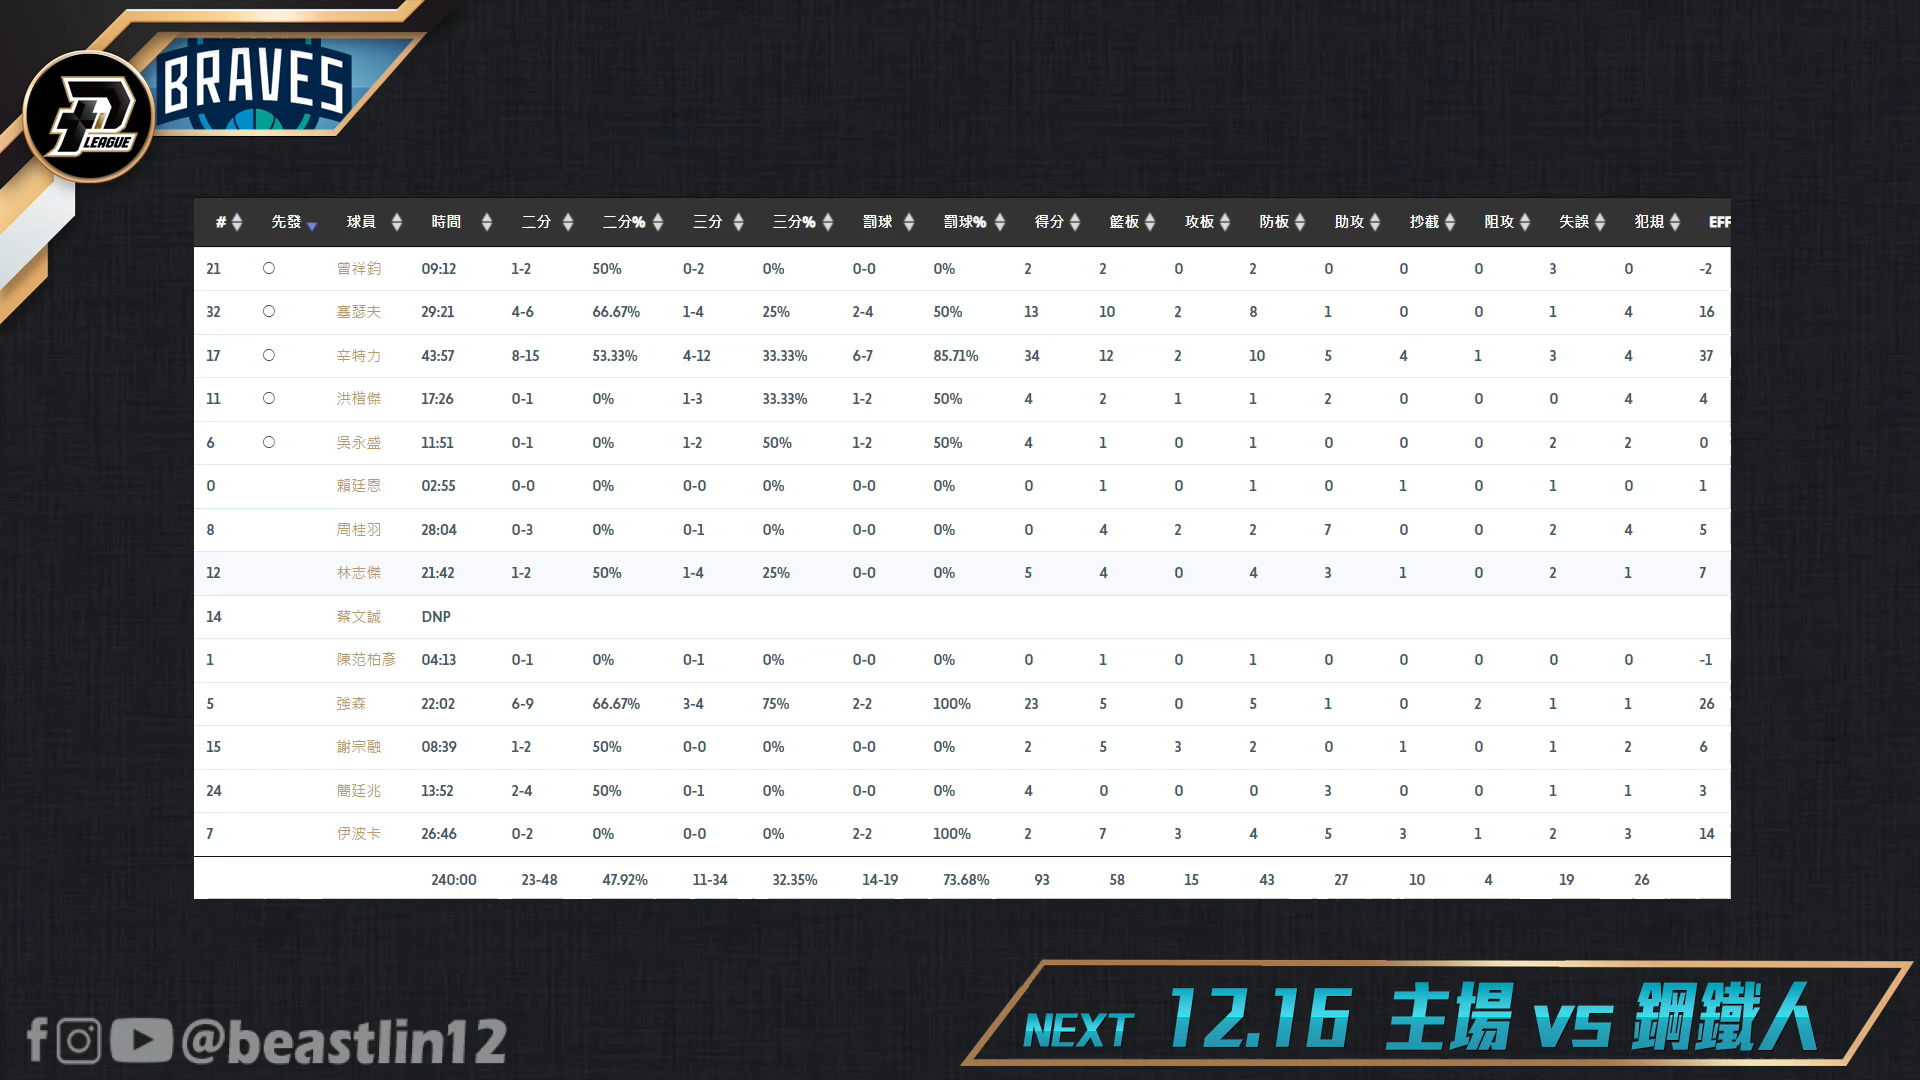 BRAVES
P LEAGUE
# 先發 球員 時間 二分 二分% 三分 三分% 罰球 罰球% 得分 籃板 攻板 防板 助攻 抄截 阻攻 失誤 犯規 EFF
21 〇 曾祥鈞 09:12 1-2 50% 0-2 0% 0-0 0% 2 2 0 2 0 0 0 3 0 -2
32 〇 塞瑟夫 29:21 4-6 66.67% 1-4 25% 2-4 50% 13 10 2 8 1 0 0 1 4 16
17 〇 辛特力 43:57 8-15 53.33% 4-12 33.33% 6-7 85.71% 34 12 2 10 5 4 1 3 4 37
11 〇 洪楷傑 17:26 0-1 0% 1-3 33.33% 1-2 50% 4 2 1 1 2 0 0 0 4 4
6 〇 吳永盛 11:51 0-1 0% 1-2 50% 1-2 50% 4 1 0 1 0 0 0 2 2 0
0 賴廷恩 02:55 0-0 0% 0-0 0% 0-0 0% 0 1 0 1 0 1 0 1 0 1
8 周桂羽 28:04 0-3 0% 0-1 0% 0-0 0% 0 4 2 2 7 0 0 2 4 5
12 林志傑 21:42 1-2 50% 1-4 25% 0-0 0% 5 4 0 4 3 1 0 2 1 7
14 蔡文誠 DNP
1 陳范柏彥 04:13 0-1 0% 0-1 0% 0-0 0% 0 1 0 1 0 0 0 0 0 -1
5 強森 22:02 6-9 66.67% 3-4 75% 2-2 100% 23 5 0 5 1 0 2 1 1 26
15 謝宗融 08:39 1-2 50% 0-0 0% 0-0 0% 2 5 3 2 0 1 0 1 2 6
24 簡廷兆 13:52 2-4 50% 0-1 0% 0-0 0% 4 0 0 0 3 0 0 1 1 3
7 伊波卡 26:46 0-2 0% 0-0 0% 2-2 100% 2 7 3 4 5 3 1 2 3 14
240:00 23-48 47.92% 11-34 32.35% 14-19 73.68% 93 58 15 43 27 10 4 19 26
NEXT 12.16 主場 vs 鋼鐵人
@beastlin12